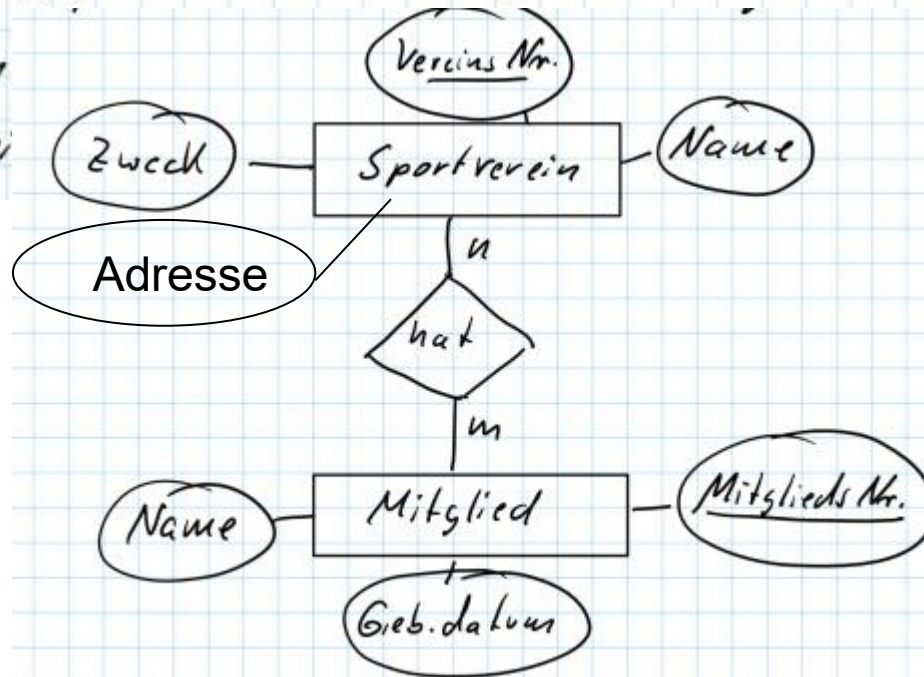 Vereins Nr.
Zweck
Sportverein
Name
Adresse
n
hat
m
Name
Mitglied
Mitglieds Nr.
Geb.datum